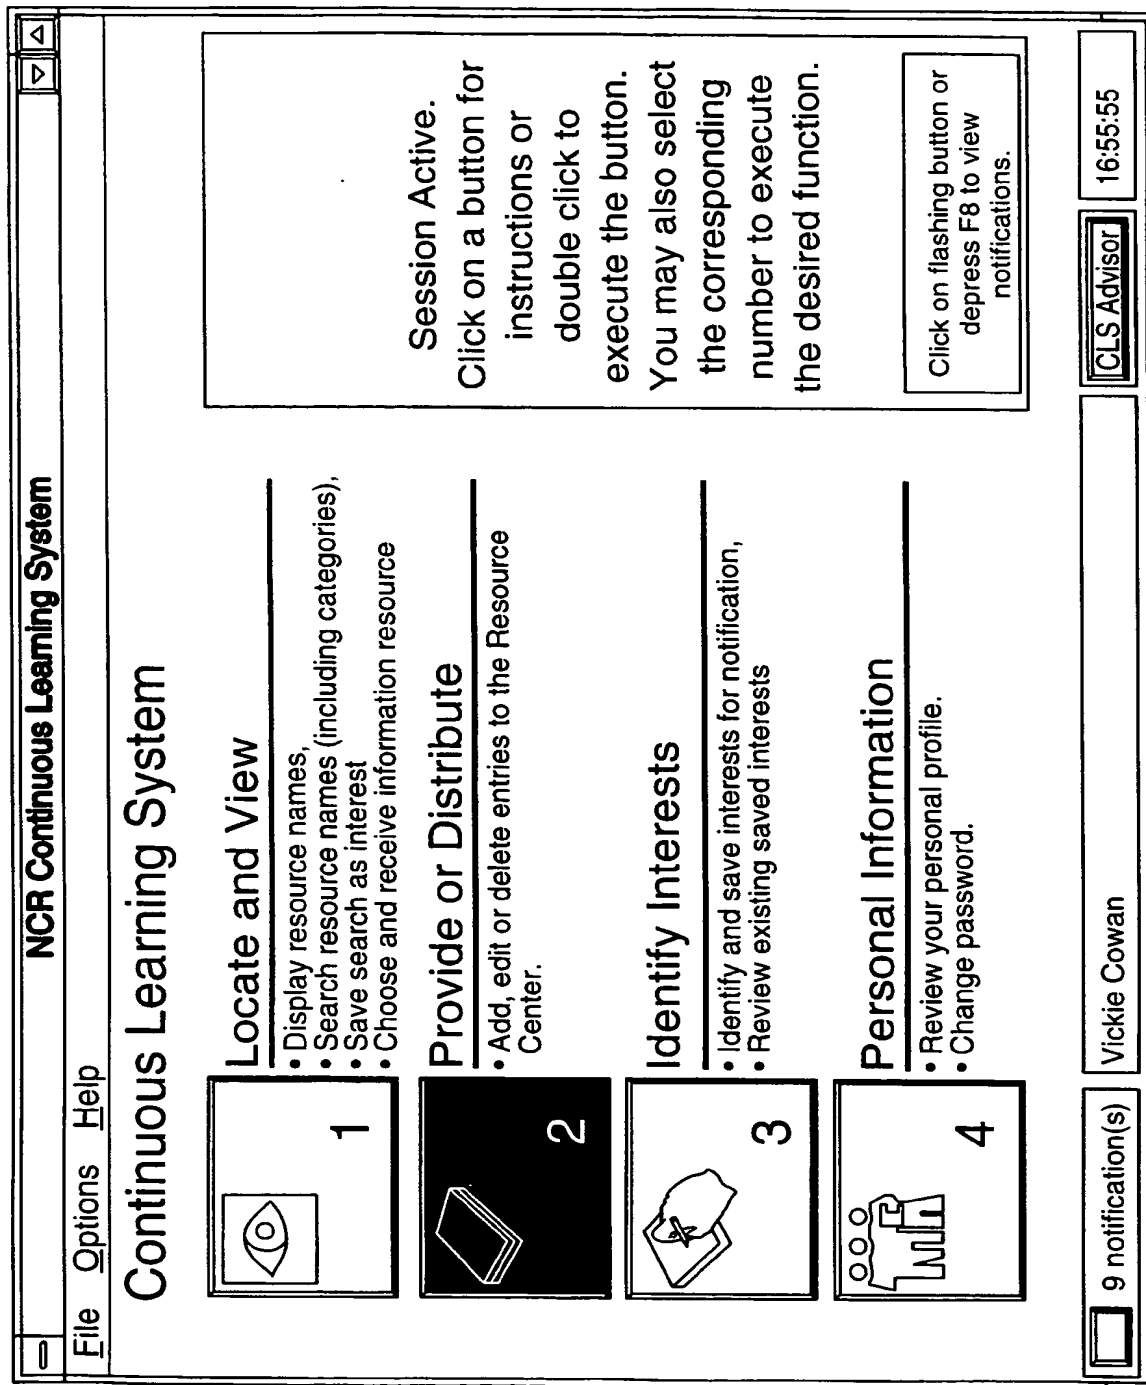 NCR Continuous Learning System
File Options Help
Continuous Learning System
1
Locate and View
• Display resource names,
• Search resource names (including categories),
• Save search as interest
• Choose and receive information resource
2
Provide or Distribute
• Add, edit or delete entries to the Resource
Center.
3
Identify Interests
• Identify and save interests for notification,
• Review existing saved interests
4
Personal Information
• Review your personal profile.
• Change password.
Session Active.
Click on a button for
instructions or
double click to
execute the button.
You may also select
the corresponding
number to execute
the desired function.
Click on flashing button or
depress F8 to view
notifications.
9 notification(s)
Vickie Cowan
CLS Advisor
16:55:55